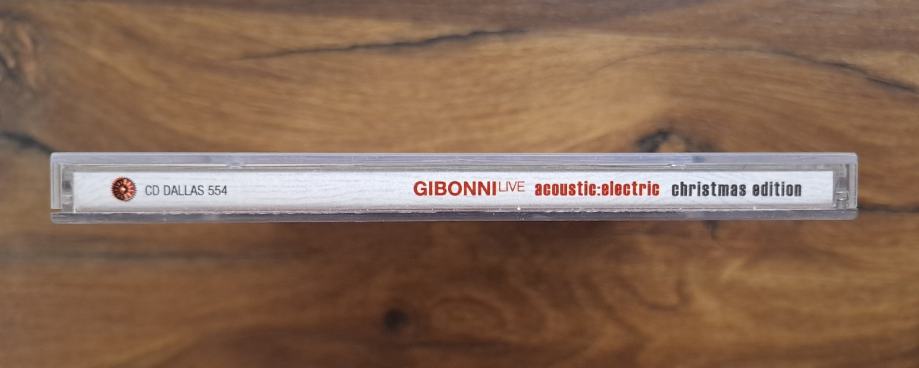 CD DALLAS 554 GIBONNI LIVE acoustic:electric christmas edition